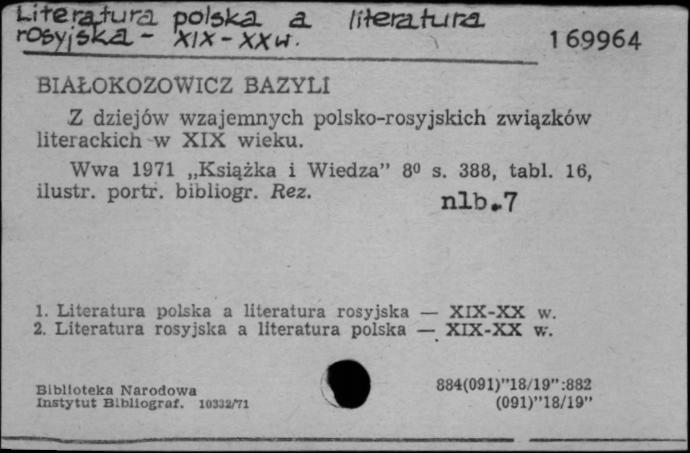 Literatura polska a literatura
rosyjska - XIX - XX w.
169964
BIAŁOKOZOWICZ BAZYLI
Z dziejów wzajemnych polsko-rosyjskich związków
literackich w XIX wieku.
Wwa 1971 „Książka i Wiedza” 8⁰ s. 388, tabl. 16,
ilustr. portr. bibliogr. Rez.
nlb.7
1. Literatura polska a literatura rosyjska — XIX-XX w.
2. Literatura rosyjska a literatura polska — XIX-XX w.
Biblioteka Narodowa
Instytut Bibliograf. 10332/71
884(091)”18/19”:882
(091)”18/19”